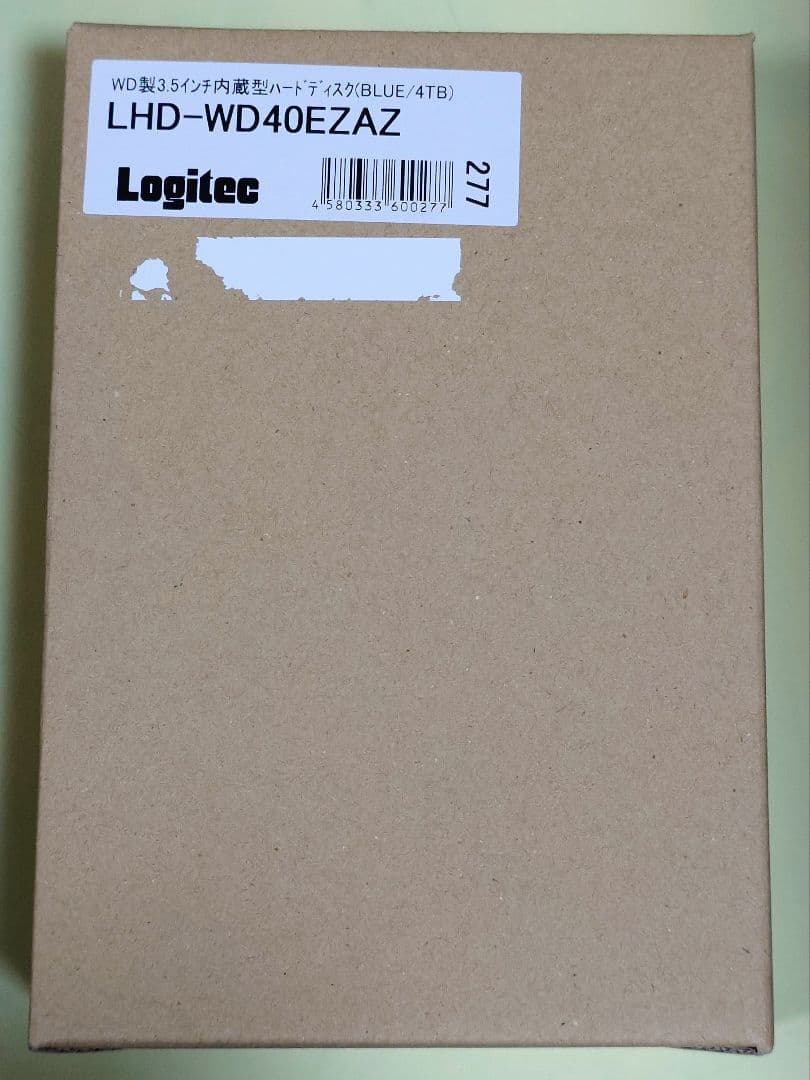 WD製3.5ｲﾝﾁ内蔵型ﾊｰﾄﾞﾃﾞｨｽｸ(BLUE/4TB)
LHD-WD40EZAZ
Logitec
4 580333 600277
277